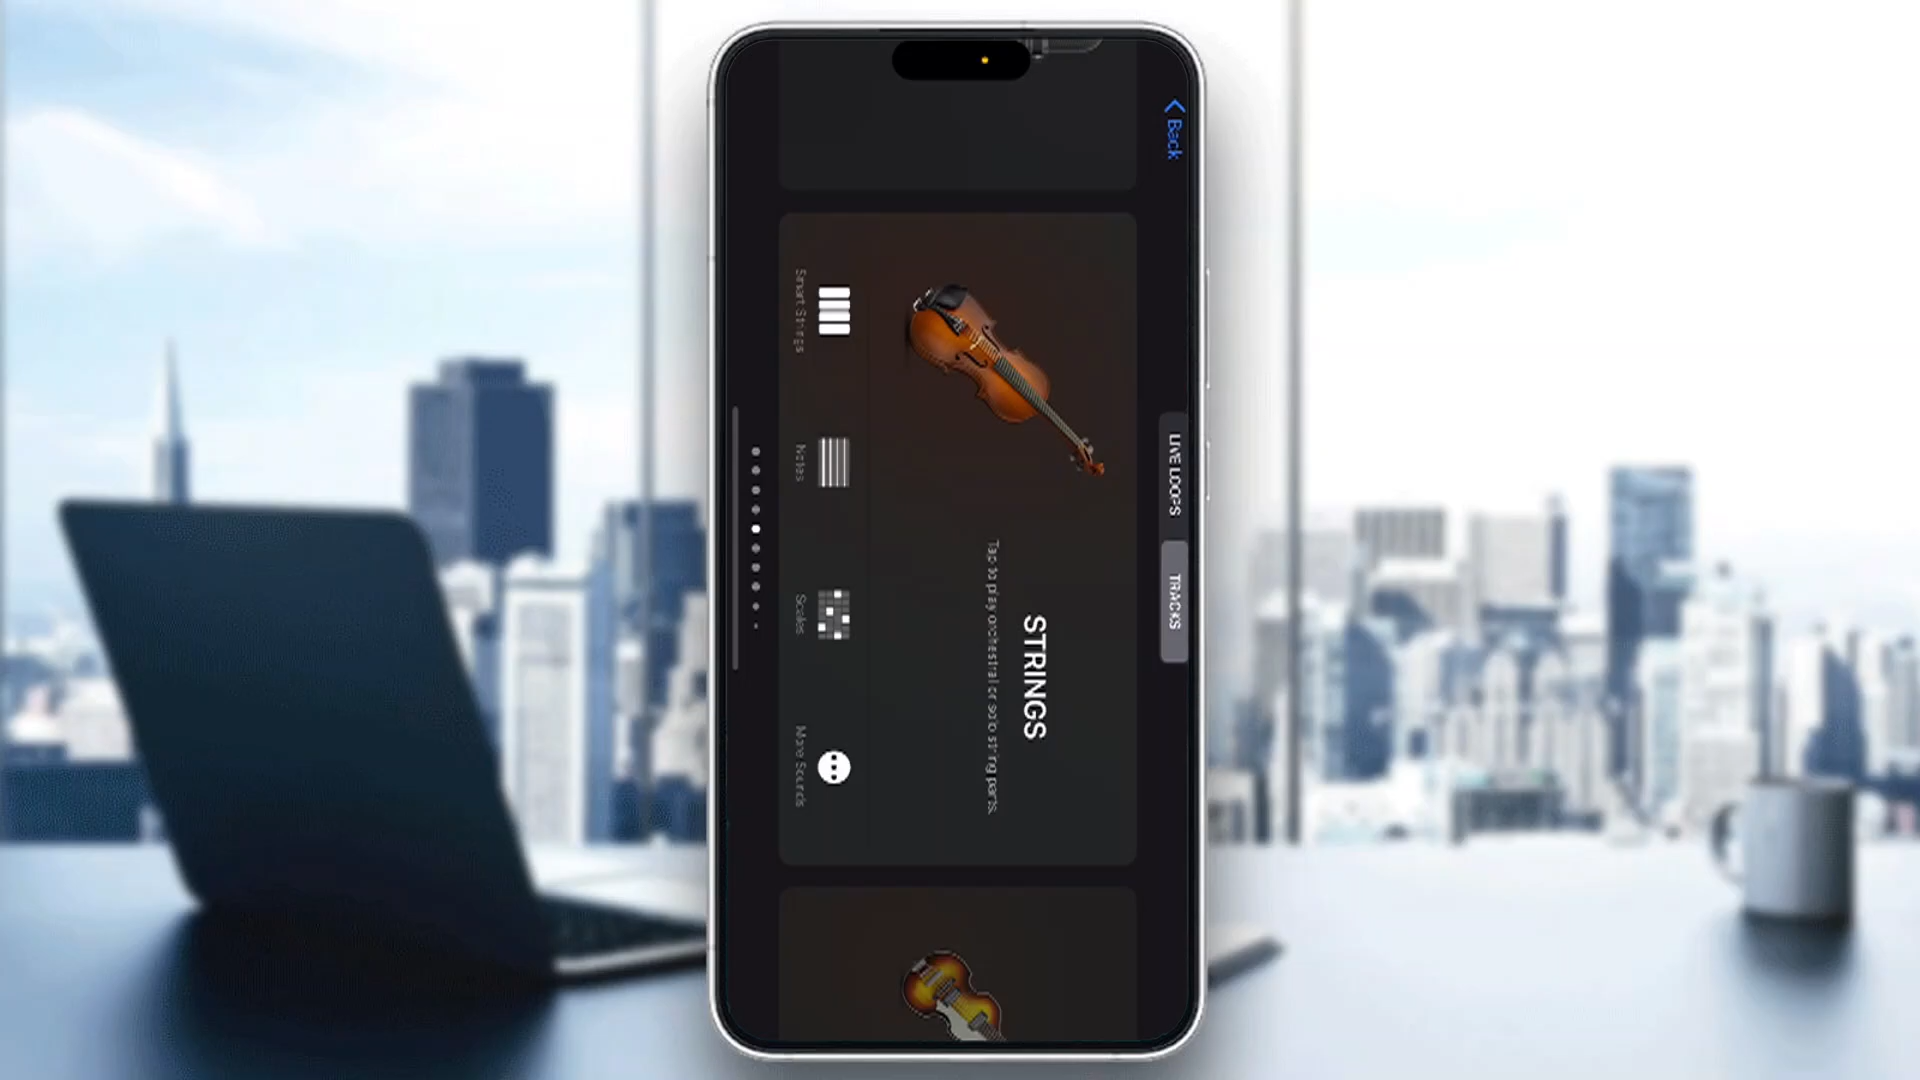 Back
LIVE LOOPS
TRACKS
STRINGS
Tap to play orchestral or solo string parts.
Smart Strings
Notes
Scales
More Sounds